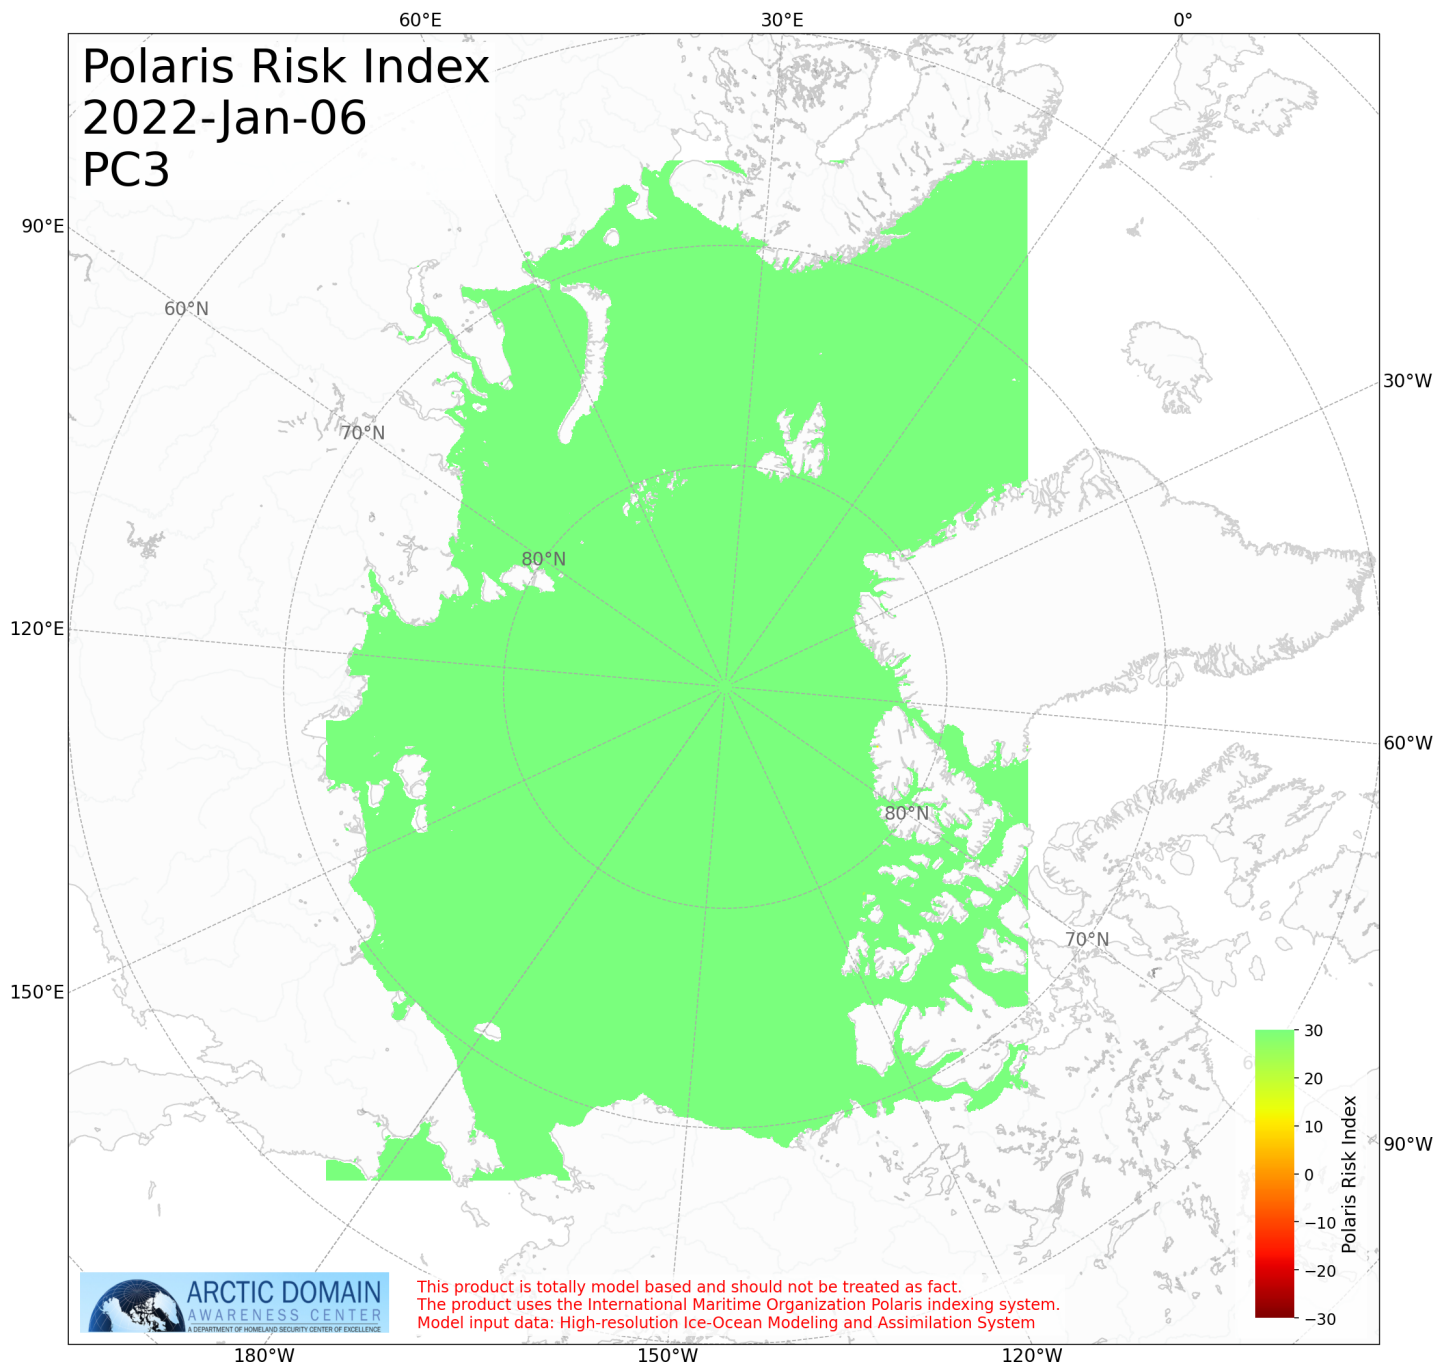 60°E 30°E 0°
Polaris Risk Index
2022-Jan-06
PC3
90°E
60°N
30°W
70°N
80°N
120°E
60°W
80°N
70°N
150°E
30
20
10
0
−10
−20
−30
Polaris Risk Index
90°W
ARCTIC DOMAIN
AWARENESS CENTER
A DEPARTMENT OF HOMELAND SECURITY CENTER OF EXCELLENCE
This product is totally model based and should not be treated as fact.
The product uses the International Maritime Organization Polaris indexing system.
Model input data: High-resolution Ice-Ocean Modeling and Assimilation System
180°W 150°W 120°W